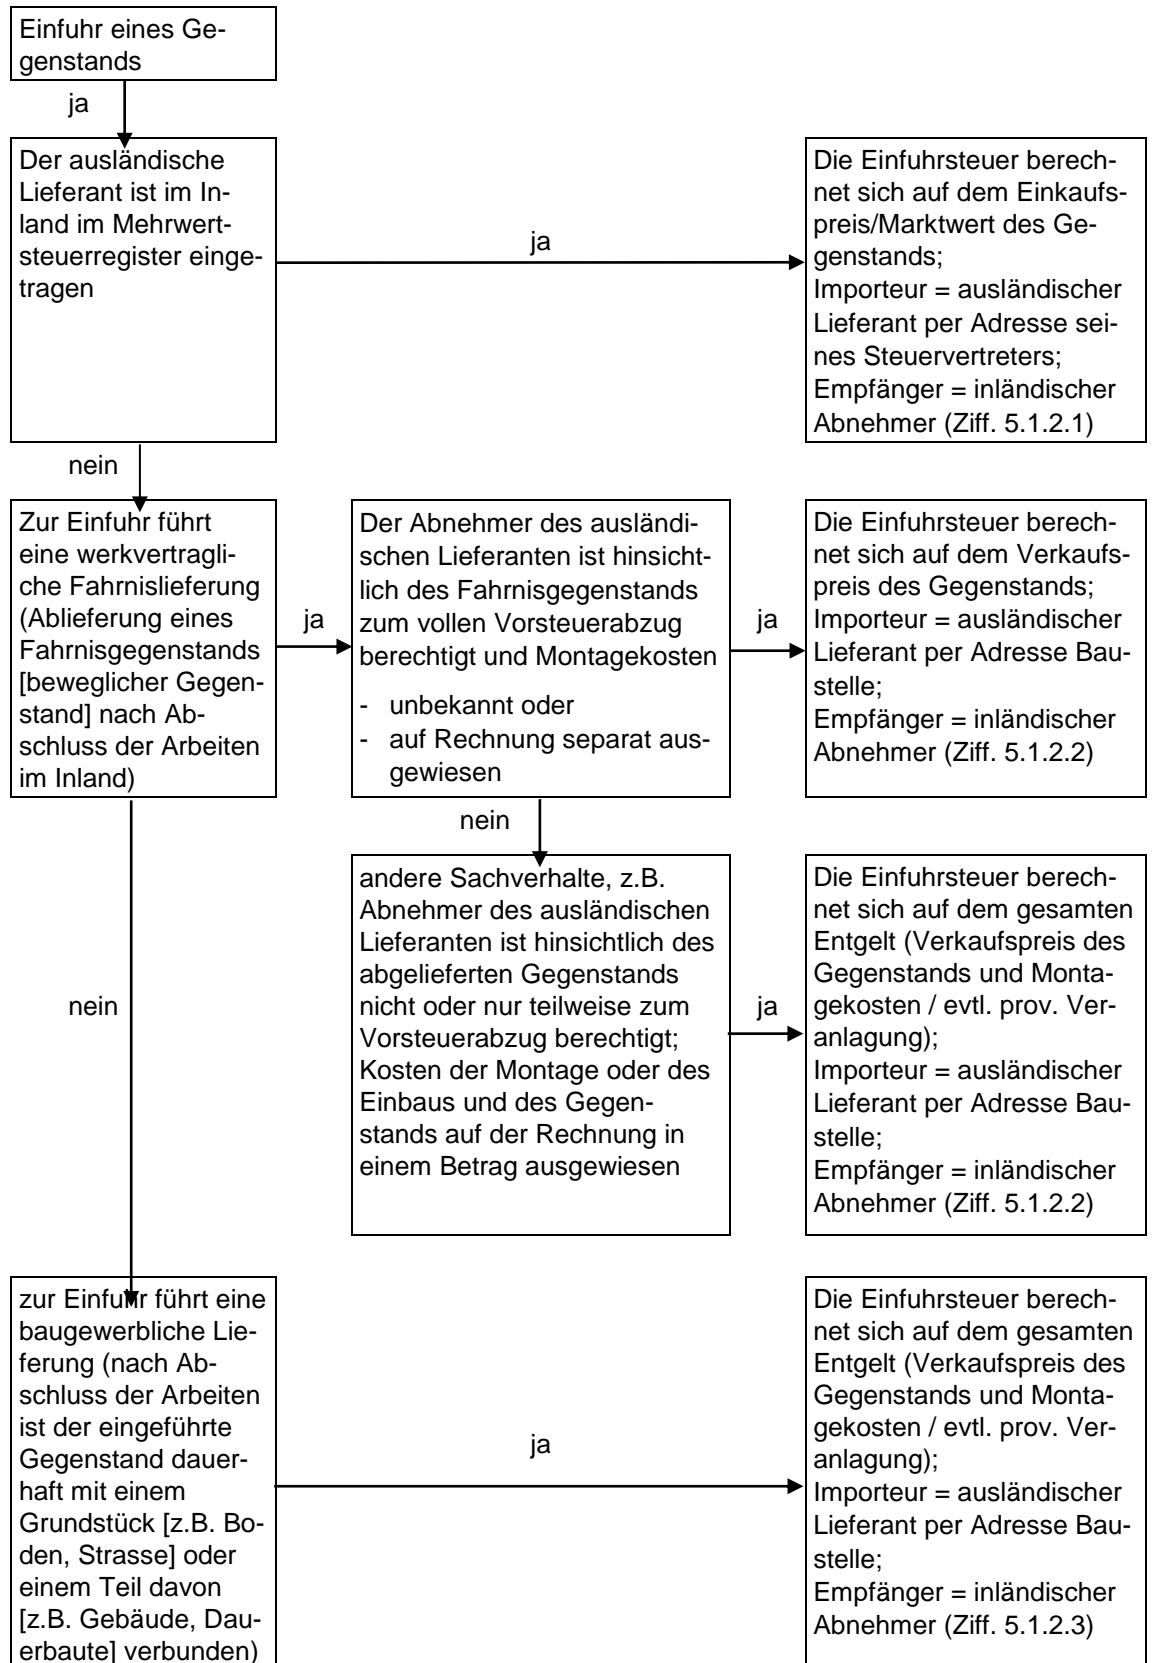 Einfuhr eines Ge-
genstands
ja
Der ausländische
Lieferant ist im In-
land im Mehrwert-
steuerregister einge-
tragen
ja
Die Einfuhrsteuer berech-
net sich auf dem Einkaufs-
preis/Marktwert des Ge-
genstands;
Importeur = ausländischer
Lieferant per Adresse sei-
nes Steuervertreters;
Empfänger = inländischer
Abnehmer (Ziff. 5.1.2.1)
nein
Zur Einfuhr führt
eine werkvertragli-
che Fahrnislieferung
(Ablieferung eines
Fahrnisgegenstands
[beweglicher Gegen-
stand] nach Ab-
schluss der Arbeiten
im Inland)
ja
Der Abnehmer des ausländi-
schen Lieferanten ist hinsicht-
lich des Fahrnisgegenstands
zum vollen Vorsteuerabzug
berechtigt und Montagekosten
- unbekannt oder
- auf Rechnung separat aus-
gewiesen
ja
Die Einfuhrsteuer berech-
net sich auf dem Verkaufs-
preis des Gegenstands;
Importeur = ausländischer
Lieferant per Adresse Bau-
stelle;
Empfänger = inländischer
Abnehmer (Ziff. 5.1.2.2)
nein
andere Sachverhalte, z.B.
Abnehmer des ausländischen
Lieferanten ist hinsichtlich des
abgelieferten Gegenstands
nicht oder nur teilweise zum
Vorsteuerabzug berechtigt;
Kosten der Montage oder des
Einbaus und des Gegen-
stands auf der Rechnung in
einem Betrag ausgewiesen
ja
Die Einfuhrsteuer berech-
net sich auf dem gesamten
Entgelt (Verkaufspreis des
Gegenstands und Monta-
gekosten / evtl. prov. Ver-
anlagung);
Importeur = ausländischer
Lieferant per Adresse Bau-
stelle;
Empfänger = inländischer
Abnehmer (Ziff. 5.1.2.2)
nein
zur Einfuhr führt eine
baugewerbliche Lie-
ferung (nach Ab-
schluss der Arbeiten
ist der eingeführte
Gegenstand dauer-
haft mit einem
Grundstück [z.B. Bo-
den, Strasse] oder
einem Teil davon
[z.B. Gebäude, Dau-
erbaute] verbunden)
ja
Die Einfuhrsteuer berech-
net sich auf dem gesamten
Entgelt (Verkaufspreis des
Gegenstands und Monta-
gekosten / evtl. prov. Ver-
anlagung);
Importeur = ausländischer
Lieferant per Adresse Bau-
stelle;
Empfänger = inländischer
Abnehmer (Ziff. 5.1.2.3)